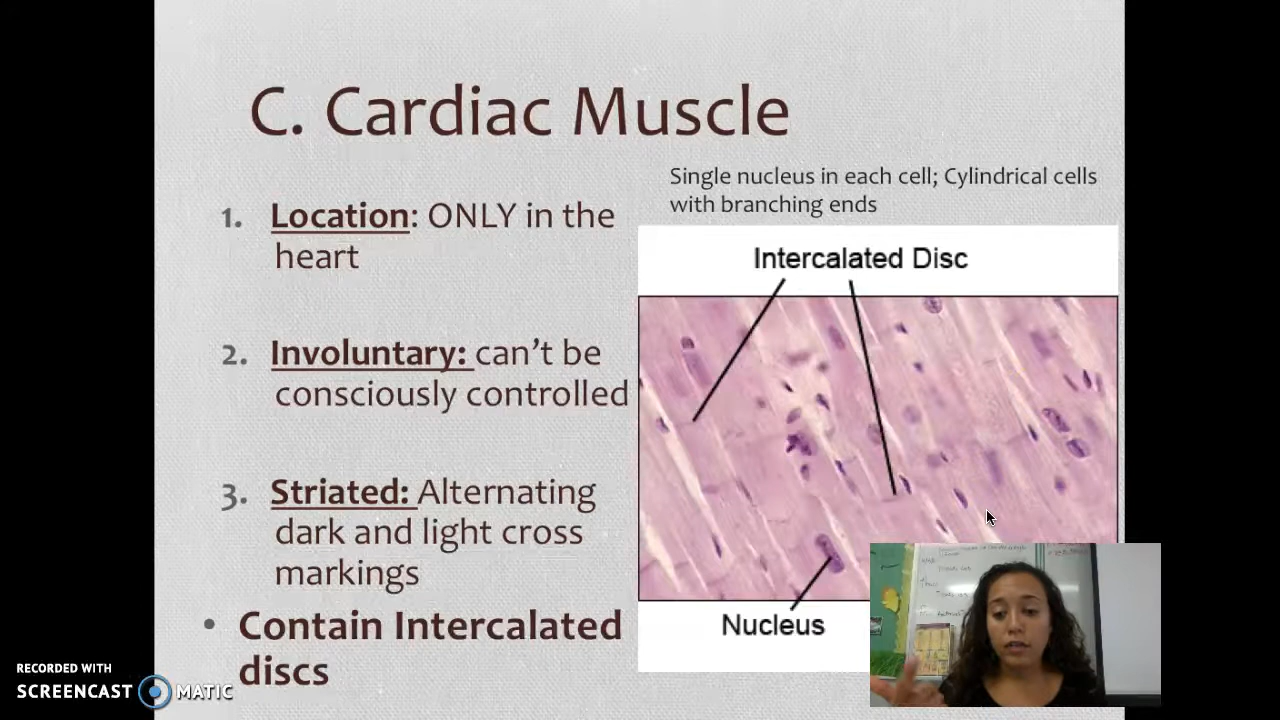 C. Cardiac Muscle
Single nucleus in each cell; Cylindrical cells
with branching ends
1. Location: ONLY in the
heart
2. Involuntary: can’t be
consciously controlled
3. Striated: Alternating
dark and light cross
markings
• Contain Intercalated
discs
Intercalated Disc
Nucleus
RECORDED WITH
SCREENCAST MATIC